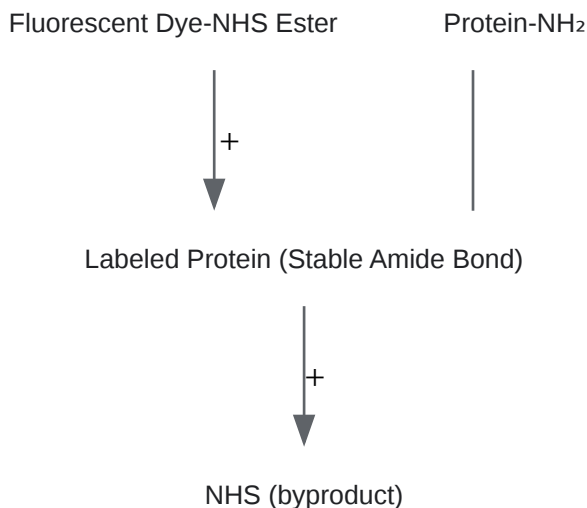 Fluorescent Dye-NHS Ester Protein-NH₂
+
Labeled Protein (Stable Amide Bond)
+
NHS (byproduct)